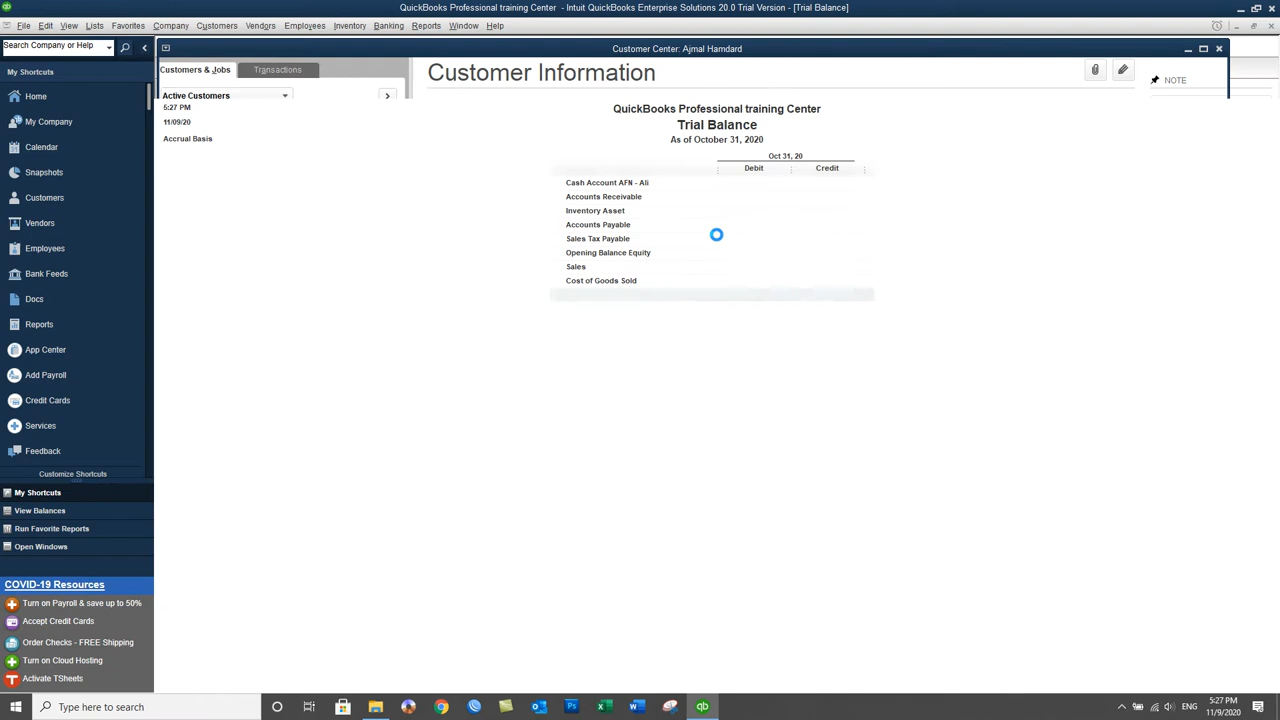 QuickBooks Professional training Center - Intuit QuickBooks Enterprise Solutions 20.0 Trial Version - [Trial Balance]
File Edit View Lists Favorites Company Customers Vendors Employees Inventory Banking Reports Window Help
Search Company or Help
My Shortcuts
Home
My Company
Calendar
Snapshots
Customers
Vendors
Employees
Bank Feeds
Docs
Reports
App Center
Add Payroll
Credit Cards
Services
Feedback
Customize Shortcuts
My Shortcuts
View Balances
Run Favorite Reports
Open Windows
COVID-19 Resources
Turn on Payroll & save up to 50%
Accept Credit Cards
Order Checks - FREE Shipping
Turn on Cloud Hosting
Activate TSheets
Customer Center: Ajmal Hamdard
Customers & Jobs Transactions
Active Customers
Customer Information
NOTE
5:27 PM
11/09/20
Accrual Basis
QuickBooks Professional training Center
Trial Balance
As of October 31, 2020
Oct 31, 20
Debit Credit
Cash Account AFN - Ali
Accounts Receivable
Inventory Asset
Accounts Payable
Sales Tax Payable
Opening Balance Equity
Sales
Cost of Goods Sold
Type here to search
ENG
5:27 PM
11/9/2020